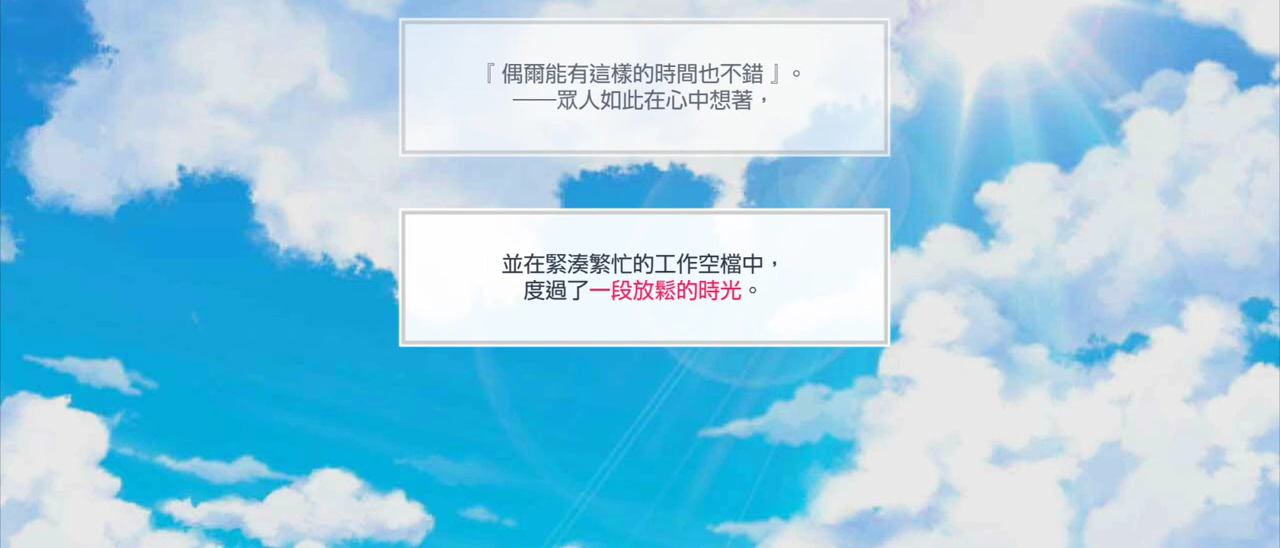 『 偶爾能有這樣的時間也不錯 』。
——眾人如此在心中想著，
並在緊湊繁忙的工作空檔中，
度過了一段放鬆的時光。